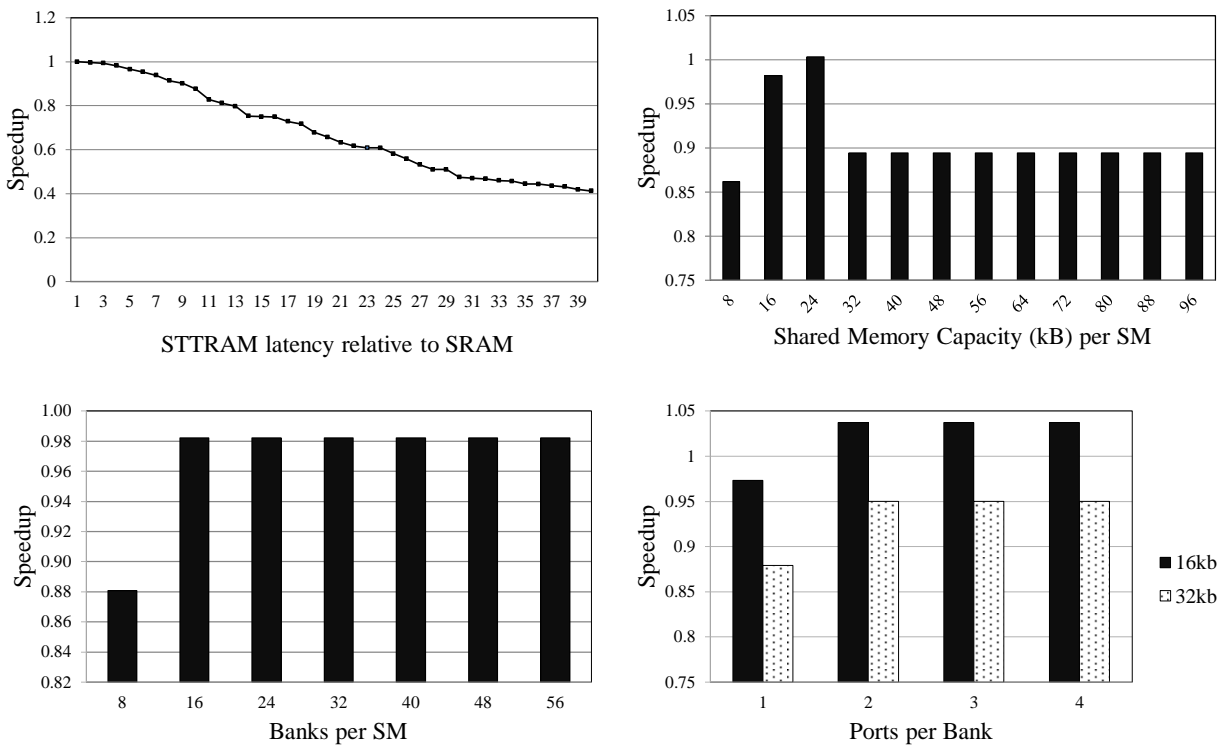 1.2
1
0.8
0.6
0.4
0.2
0
Speedup
1 3 5 7 9 11 13 15 17 19 21 23 25 27 29 31 33 35 37 39
STTRAM latency relative to SRAM
1.05
1
0.95
0.9
0.85
0.8
0.75
Speedup
8 16 24 32 40 48 56 64 72 80 88 96
Shared Memory Capacity (kB) per SM
1.00
0.98
0.96
0.94
0.92
0.90
0.88
0.86
0.84
0.82
Speedup
8 16 24 32 40 48 56
Banks per SM
1.05
1
0.95
0.9
0.85
0.8
0.75
Speedup
1 2 3 4
Ports per Bank
16kb
32kb